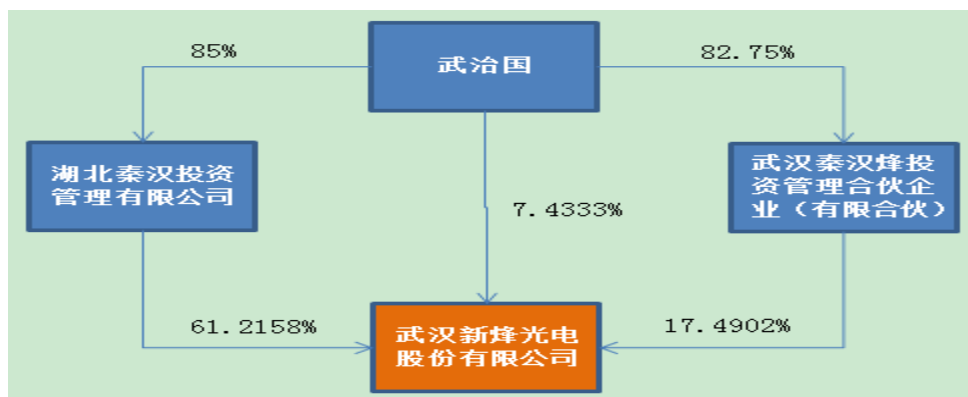 85%
武治国
82.75%
湖北秦汉投资
管理有限公司
武汉秦汉烽投
资管理合伙企
业（有限合伙）
7.4333%
61.2158%
武汉新烽光电
股份有限公司
17.4902%